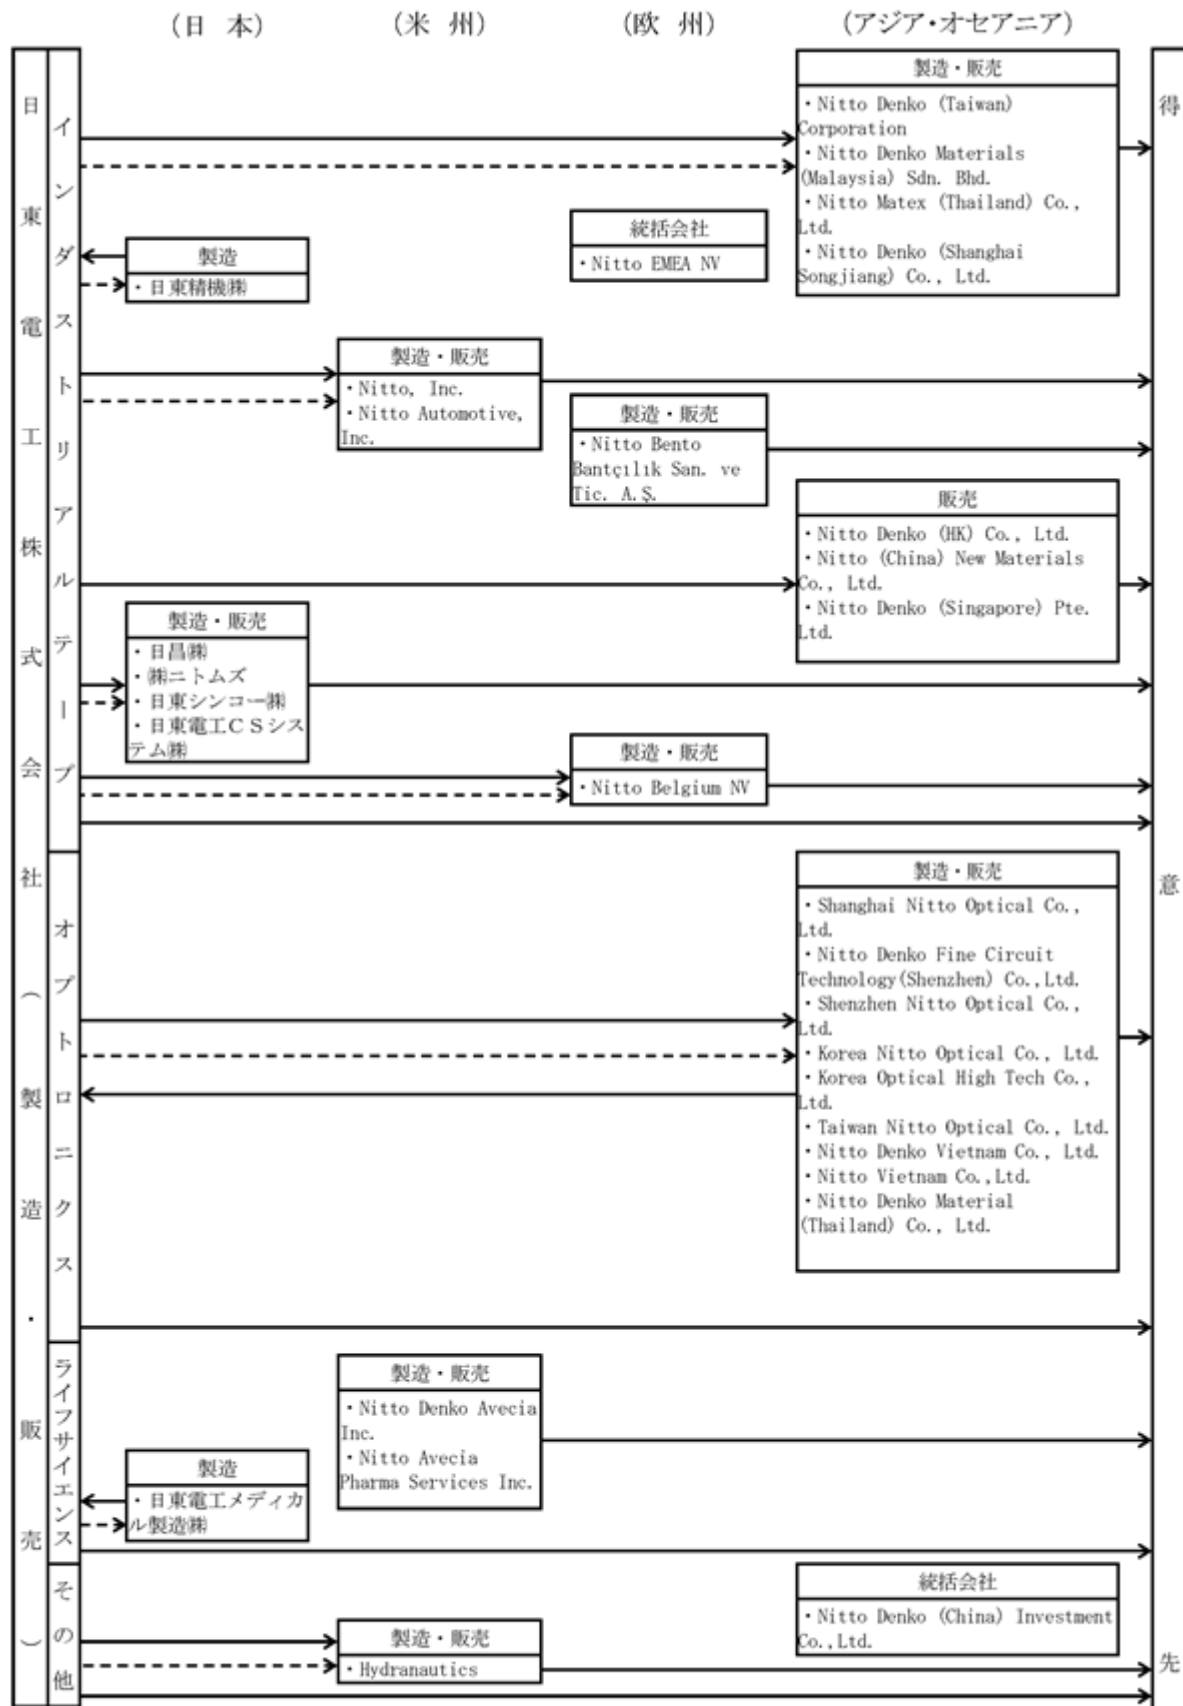 (日 本)
(米 州)
(欧 州)
(アジア・オセアニア)
日東電工株式会社(製造・販売)
インダストリアルテープ
製造・販売
・Nitto Denko (Taiwan)
Corporation
・Nitto Denko Materials
(Malaysia) Sdn. Bhd.
・Nitto Matex (Thailand) Co.,
Ltd.
・Nitto Denko (Shanghai
Songjiang) Co., Ltd.
統括会社
・Nitto EMEA NV
製造
・日東精機㈱
製造・販売
・Nitto, Inc.
・Nitto Automotive,
Inc.
製造・販売
・Nitto Bento
Bantçılık San. ve
Tic. A.Ş.
販売
・Nitto Denko (HK) Co., Ltd.
・Nitto (China) New Materials
Co., Ltd.
・Nitto Denko (Singapore) Pte.
Ltd.
製造・販売
・日昌㈱
・㈱ニトムズ
・日東シンコー㈱
・日東電工CSシス
テム㈱
製造・販売
・Nitto Belgium NV
オプトロニクス
製造・販売
・Shanghai Nitto Optical Co.,
Ltd.
・Nitto Denko Fine Circuit
Technology(Shenzhen) Co.,Ltd.
・Shenzhen Nitto Optical Co.,
Ltd.
・Korea Nitto Optical Co., Ltd.
・Korea Optical High Tech Co.,
Ltd.
・Taiwan Nitto Optical Co., Ltd.
・Nitto Denko Vietnam Co., Ltd.
・Nitto Vietnam Co.,Ltd.
・Nitto Denko Material
(Thailand) Co., Ltd.
ライフサイエンス
製造・販売
・Nitto Denko Avecia
Inc.
・Nitto Avecia
Pharma Services Inc.
製造
・日東電工メディカ
ル製造㈱
その他
統括会社
・Nitto Denko (China) Investment
Co.,Ltd.
製造・販売
・Hydranautics
得意先